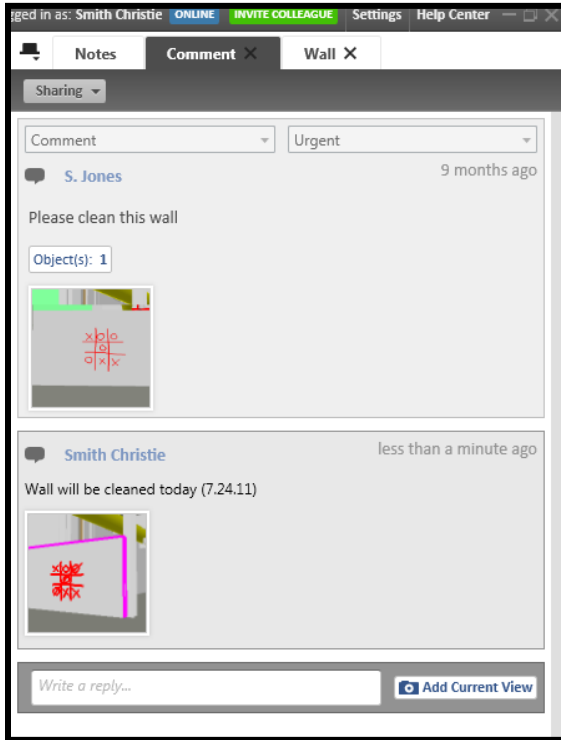 gged in as: Smith Christie ONLINE INVITE COLLEAGUE Settings Help Center
Notes Comment Wall
Sharing
Comment Urgent
S. Jones 9 months ago
Please clean this wall
Object(s): 1
x o o
o
o x x
Smith Christie less than a minute ago
Wall will be cleaned today (7.24.11)
Write a reply... Add Current View